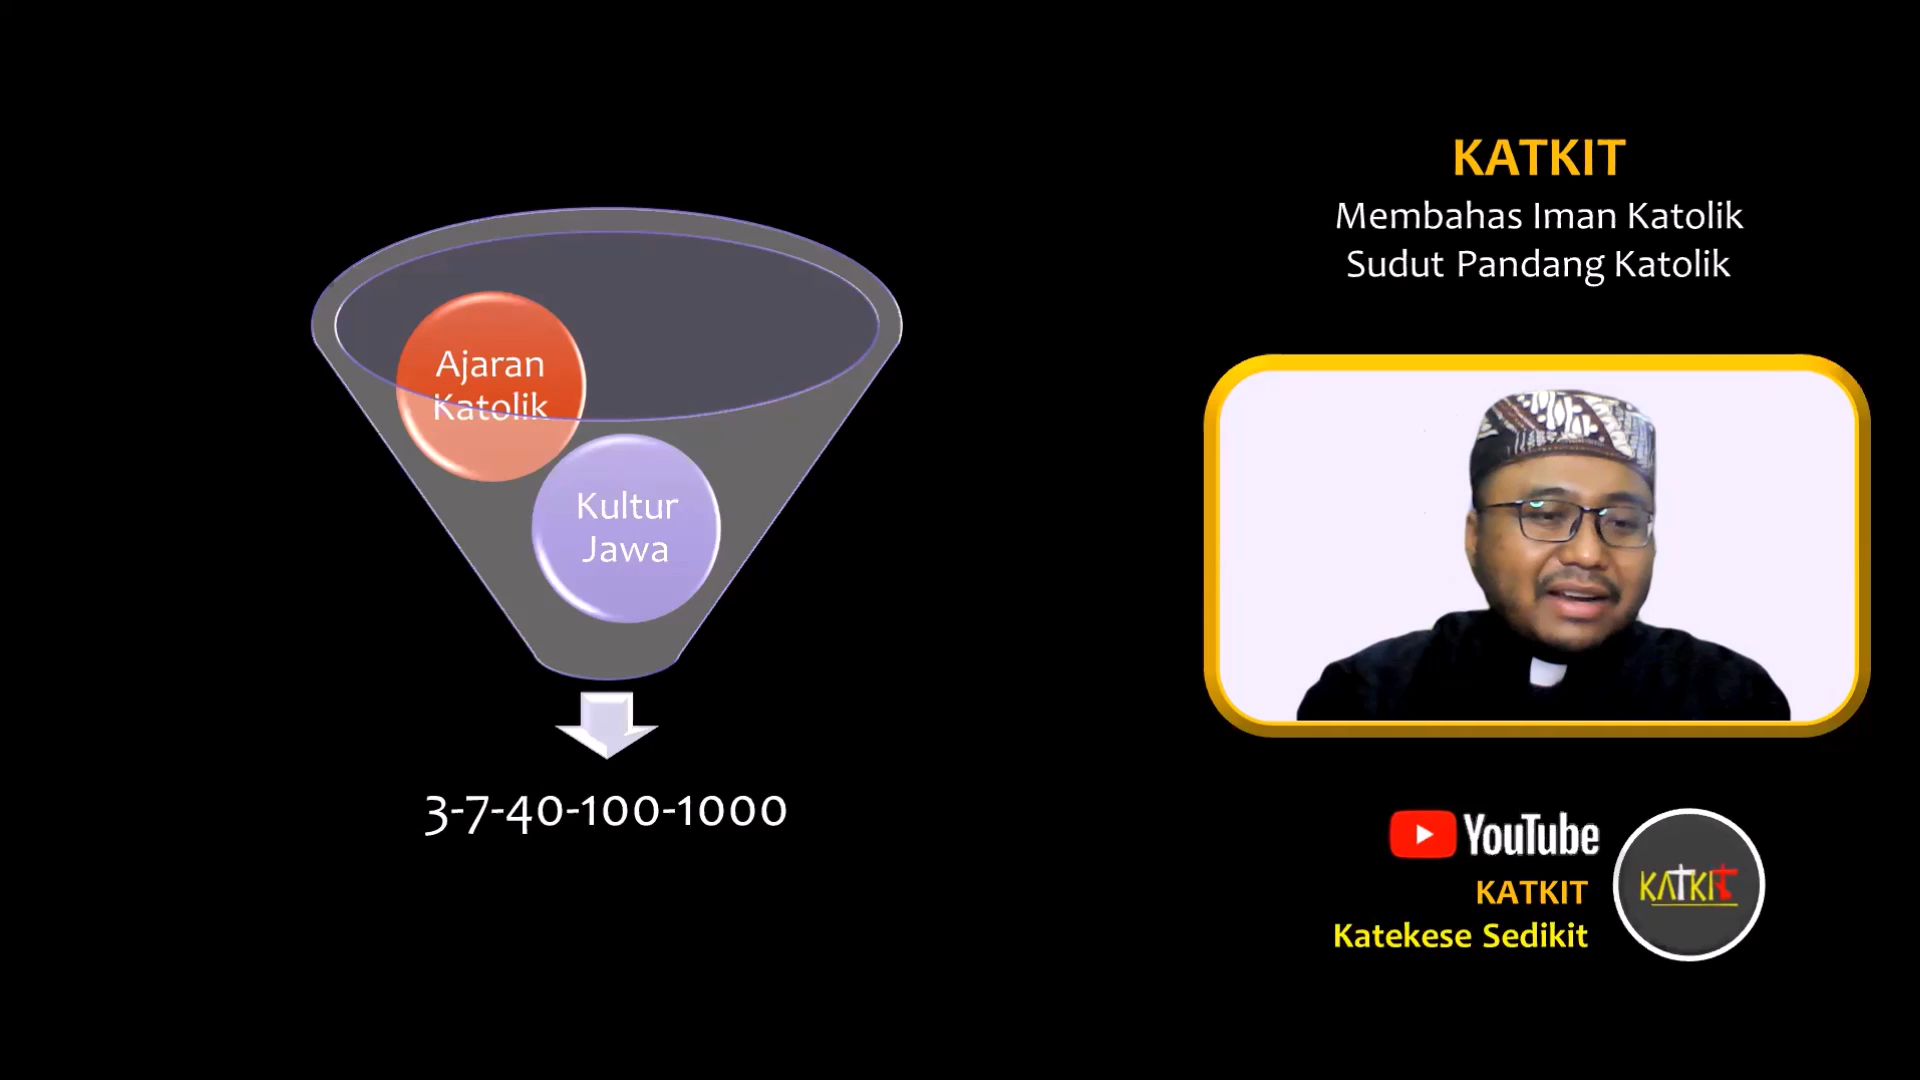 Ajaran
Katolik
Kultur
Jawa
3-7-40-100-1000
KATKIT
Membahas Iman Katolik
Sudut Pandang Katolik
YouTube
KATKIT
Katekese Sedikit
KATKIT